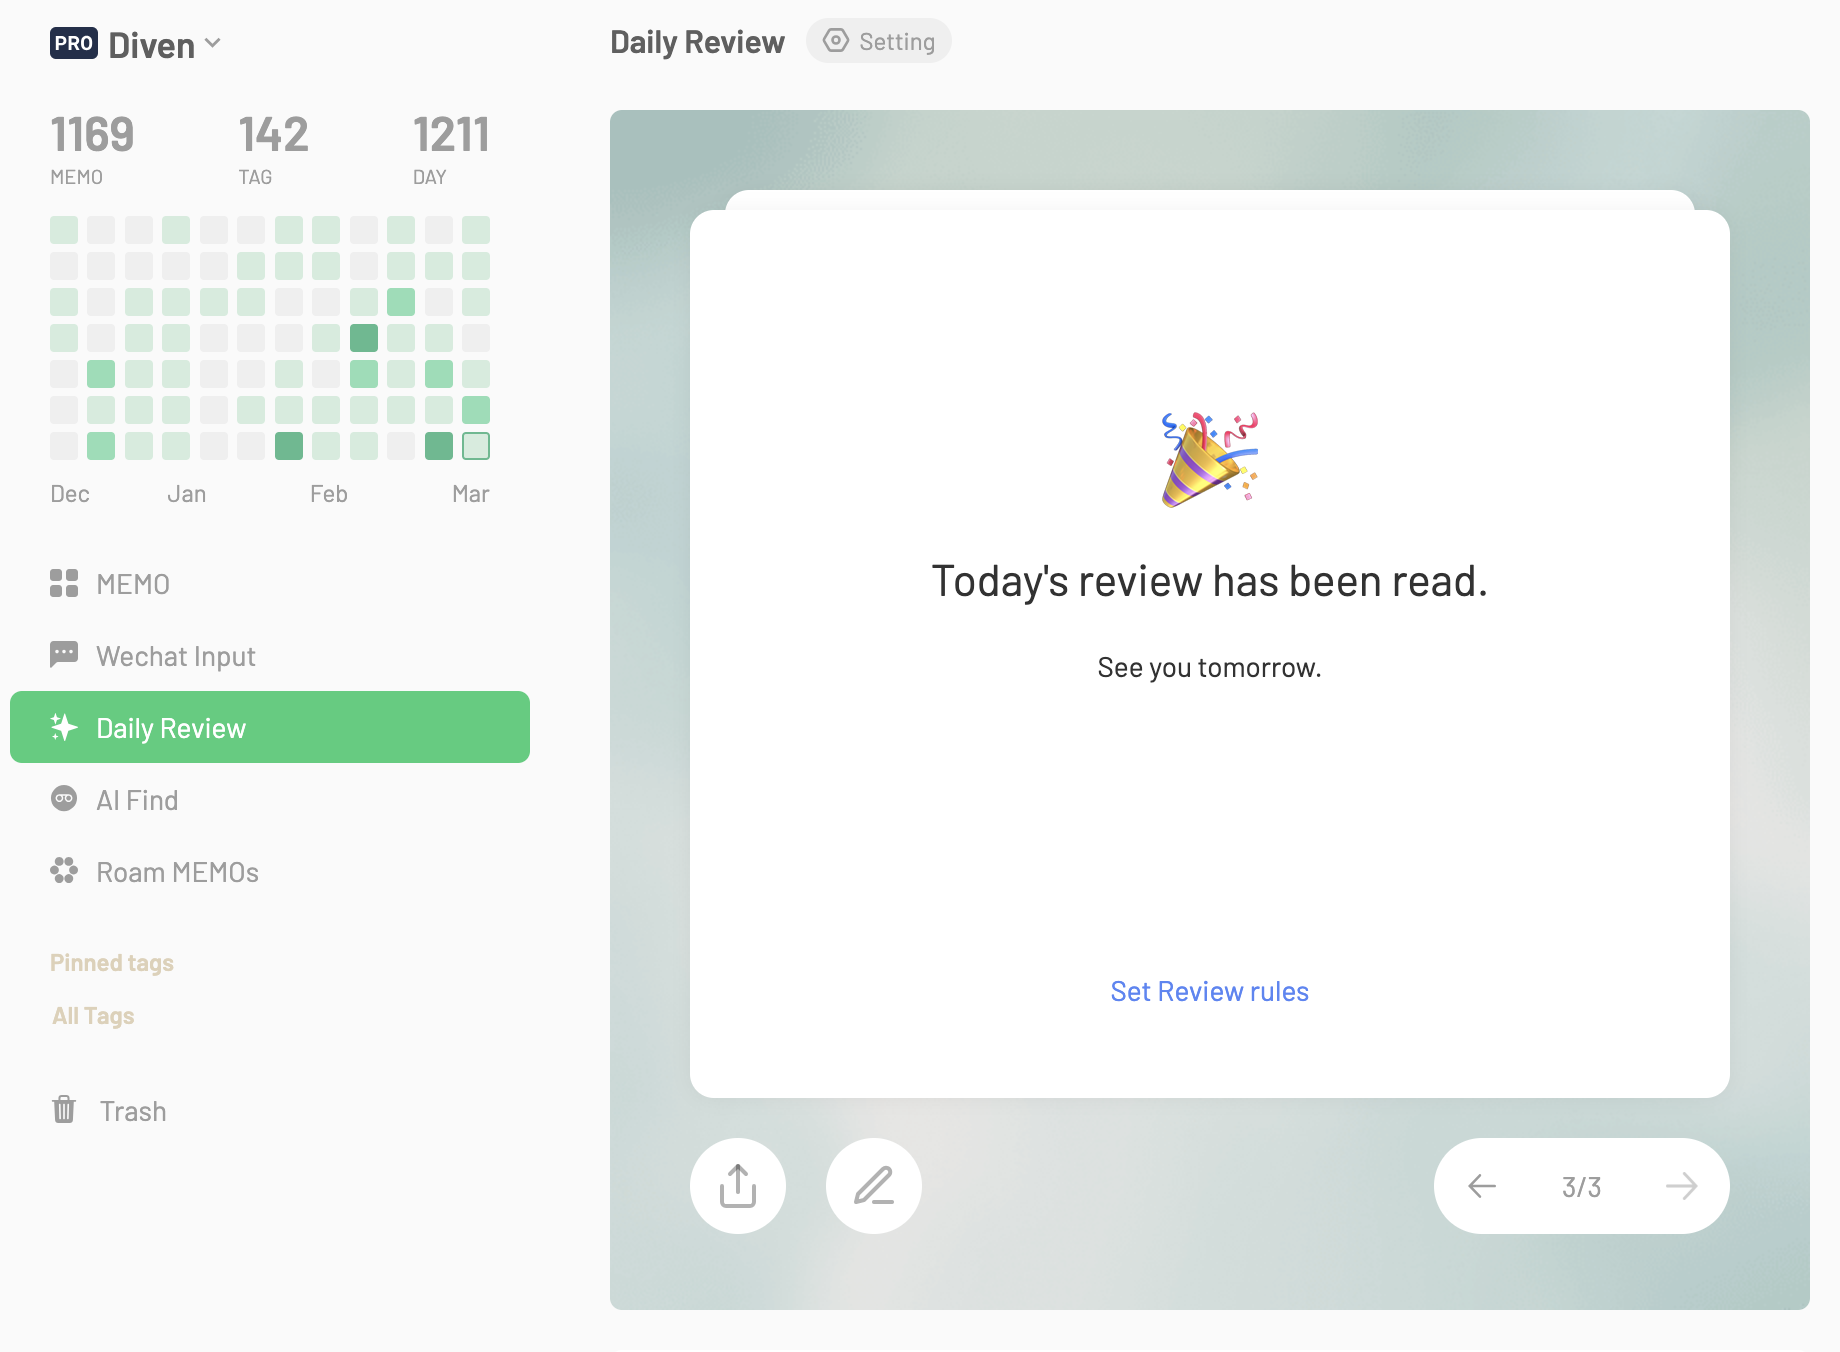 PRO Diven
1169 142 1211
MEMO TAG DAY
Dec Jan Feb Mar
MEMO
Wechat Input
Daily Review
AI Find
Roam MEMOs
Pinned tags
All Tags
Trash
Daily Review Setting
Today's review has been read.
See you tomorrow.
Set Review rules
3/3